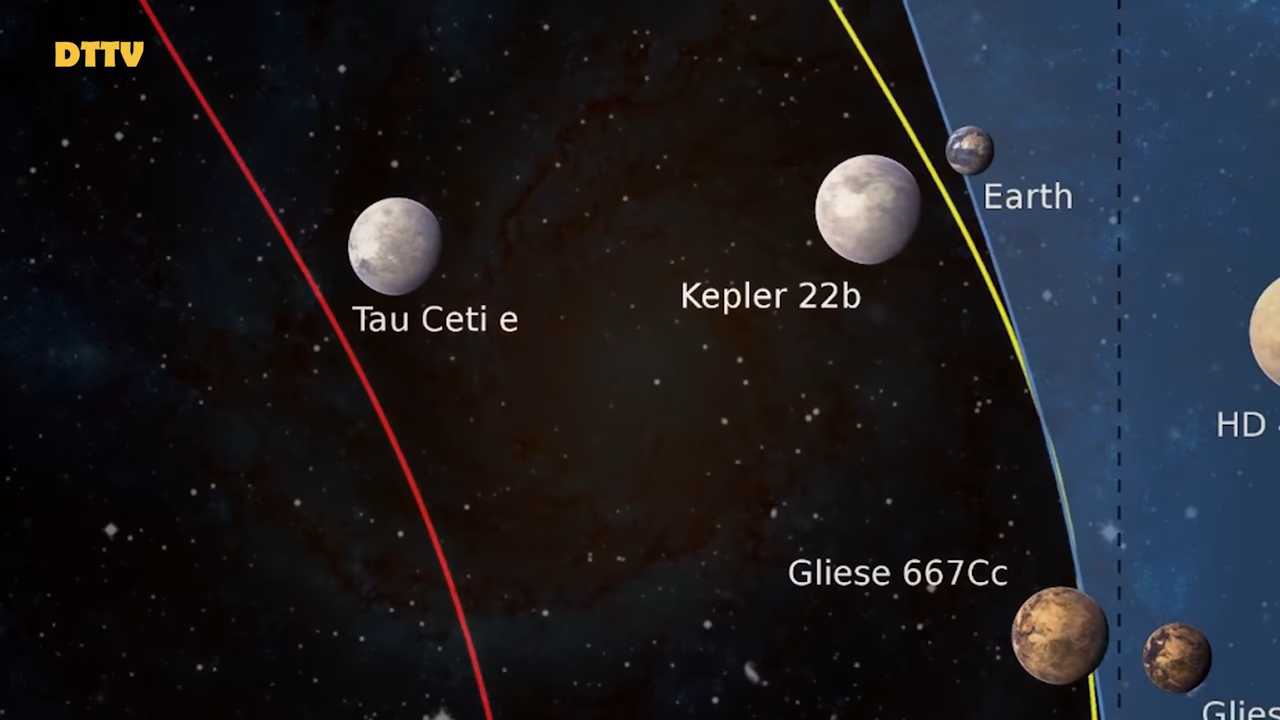 DTTV
Earth
Kepler 22b
Tau Ceti e
HD
Gliese 667Cc